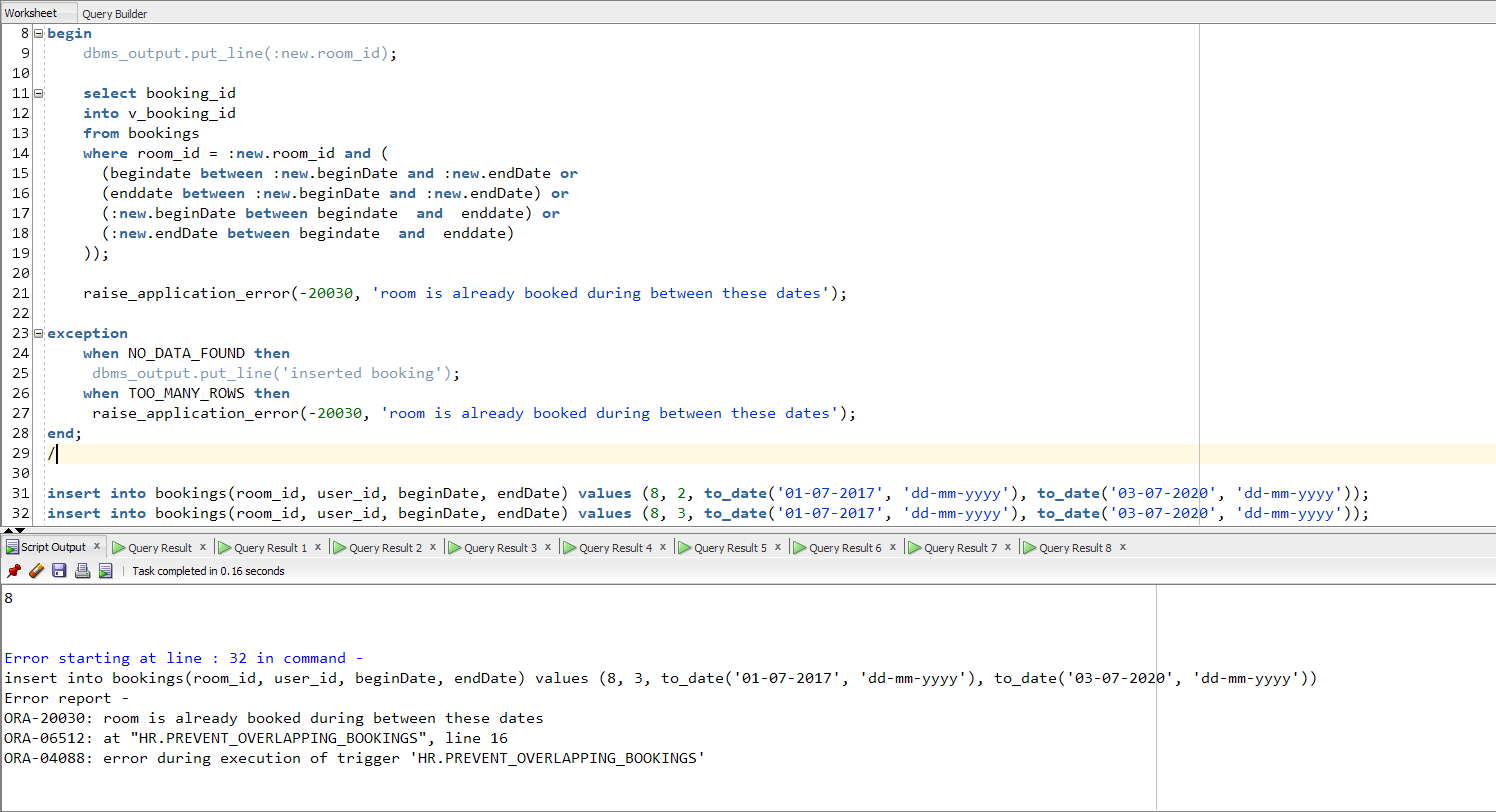 Worksheet Query Builder
8 begin
9 dbms_output.put_line(:new.room_id);
10
11 select booking_id
12 into v_booking_id
13 from bookings
14 where room_id = :new.room_id and (
15 (begindate between :new.beginDate and :new.endDate or
16 (enddate between :new.beginDate and :new.endDate) or
17 (:new.beginDate between begindate  and  enddate) or
18 (:new.endDate between begindate  and  enddate)
19 ));
20
21 raise_application_error(-20030, 'room is already booked during between these dates');
22
23 exception
24 when NO_DATA_FOUND then
25 dbms_output.put_line('inserted booking');
26 when TOO_MANY_ROWS then
27 raise_application_error(-20030, 'room is already booked during between these dates');
28 end;
29 /
30
31 insert into bookings(room_id, user_id, beginDate, endDate) values (8, 2, to_date('01-07-2017', 'dd-mm-yyyy'), to_date('03-07-2020', 'dd-mm-yyyy'));
32 insert into bookings(room_id, user_id, beginDate, endDate) values (8, 3, to_date('01-07-2017', 'dd-mm-yyyy'), to_date('03-07-2020', 'dd-mm-yyyy'));
Script Output x Query Result x Query Result 1 x Query Result 2 x Query Result 3 x Query Result 4 x Query Result 5 x Query Result 6 x Query Result 7 x Query Result 8 x
Task completed in 0.16 seconds
8
Error starting at line : 32 in command -
insert into bookings(room_id, user_id, beginDate, endDate) values (8, 3, to_date('01-07-2017', 'dd-mm-yyyy'), to_date('03-07-2020', 'dd-mm-yyyy'))
Error report -
ORA-20030: room is already booked during between these dates
ORA-06512: at "HR.PREVENT_OVERLAPPING_BOOKINGS", line 16
ORA-04088: error during execution of trigger 'HR.PREVENT_OVERLAPPING_BOOKINGS'